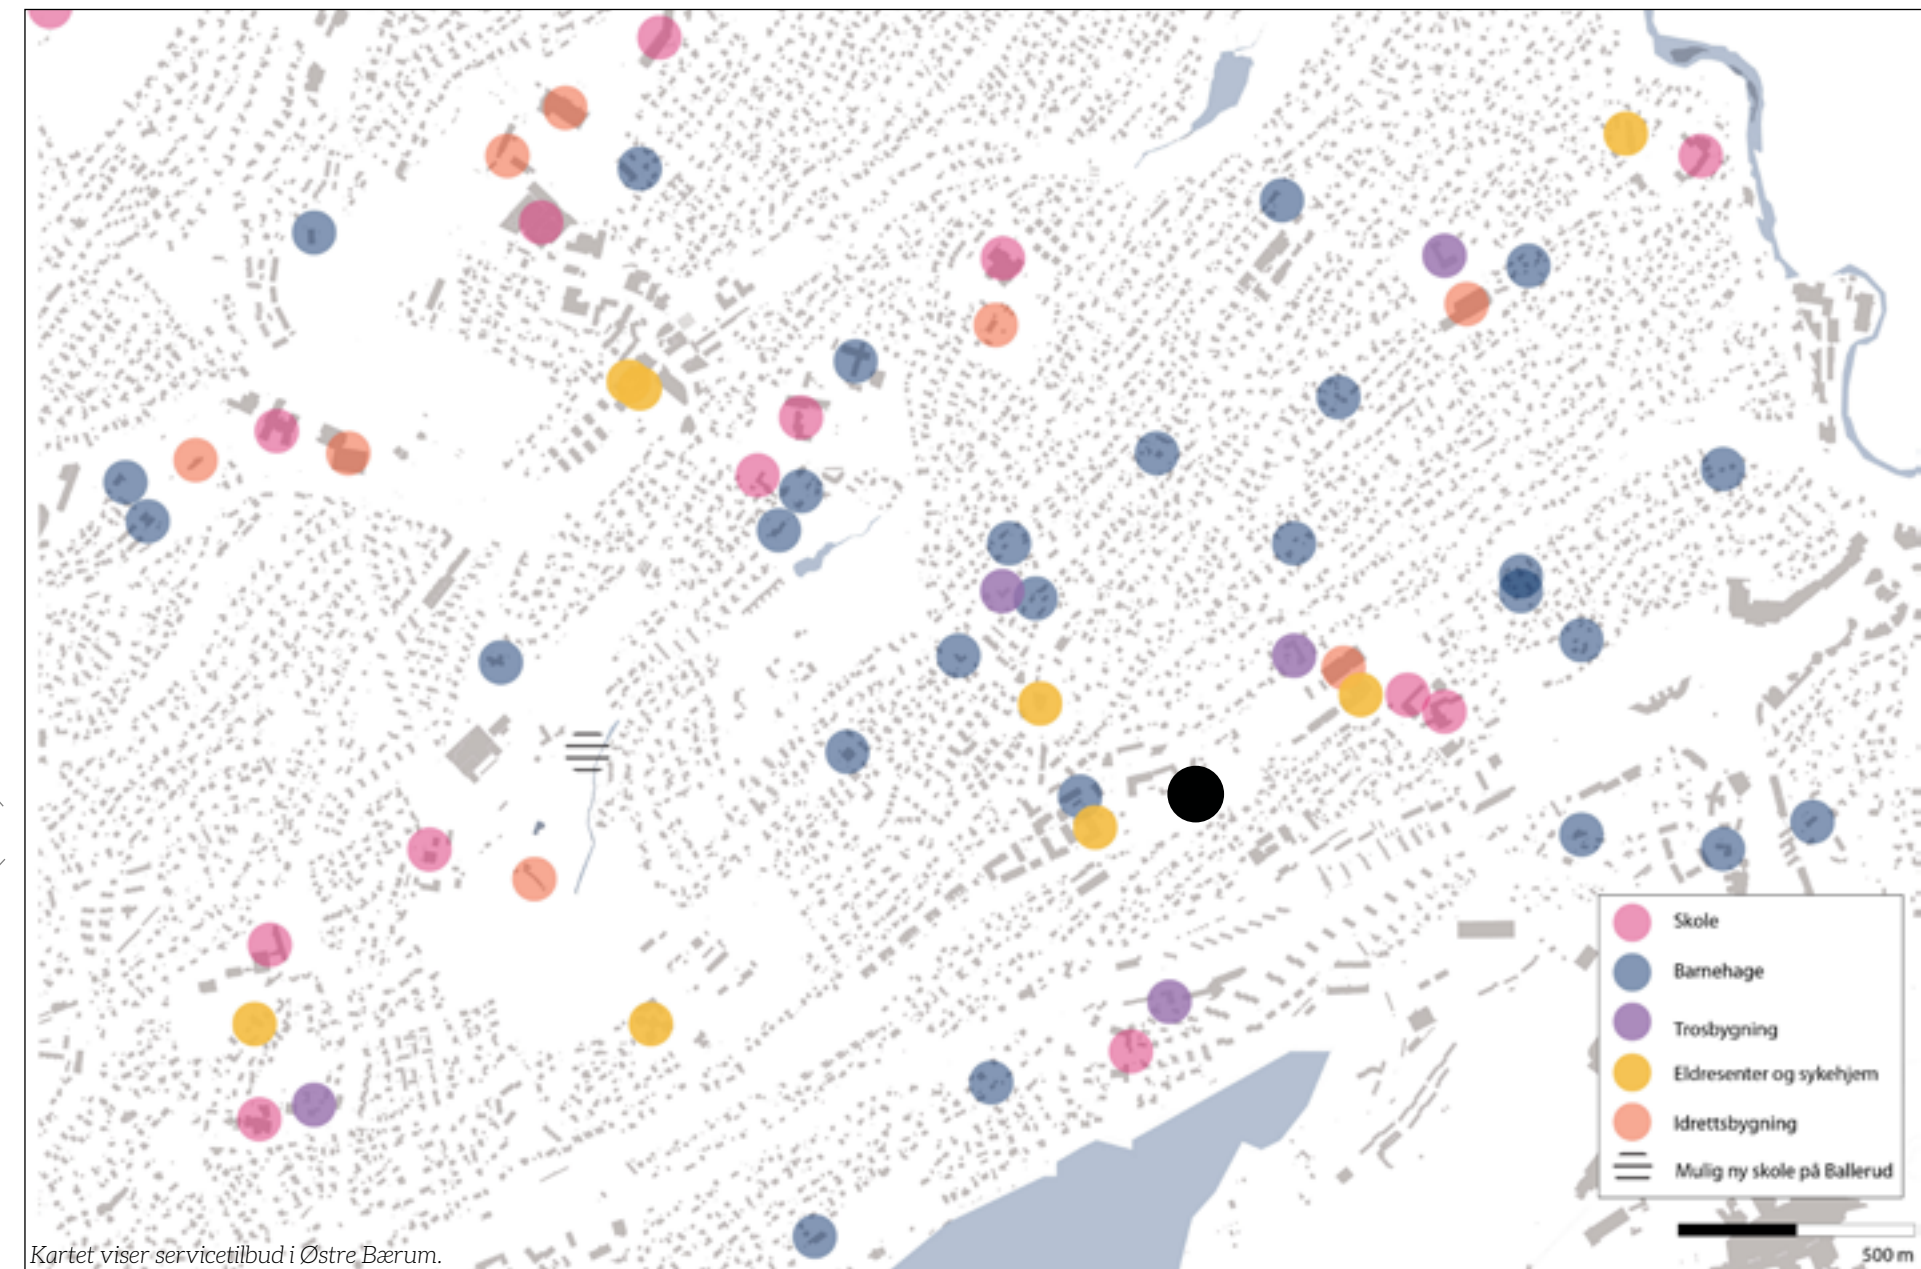 Skole
Barnehage
Trosbygning
Eldresenter og sykehjem
Idrettsbygning
Mulig ny skole på Ballerud
500 m
Kartet viser servicetilbud i Østre Bærum.